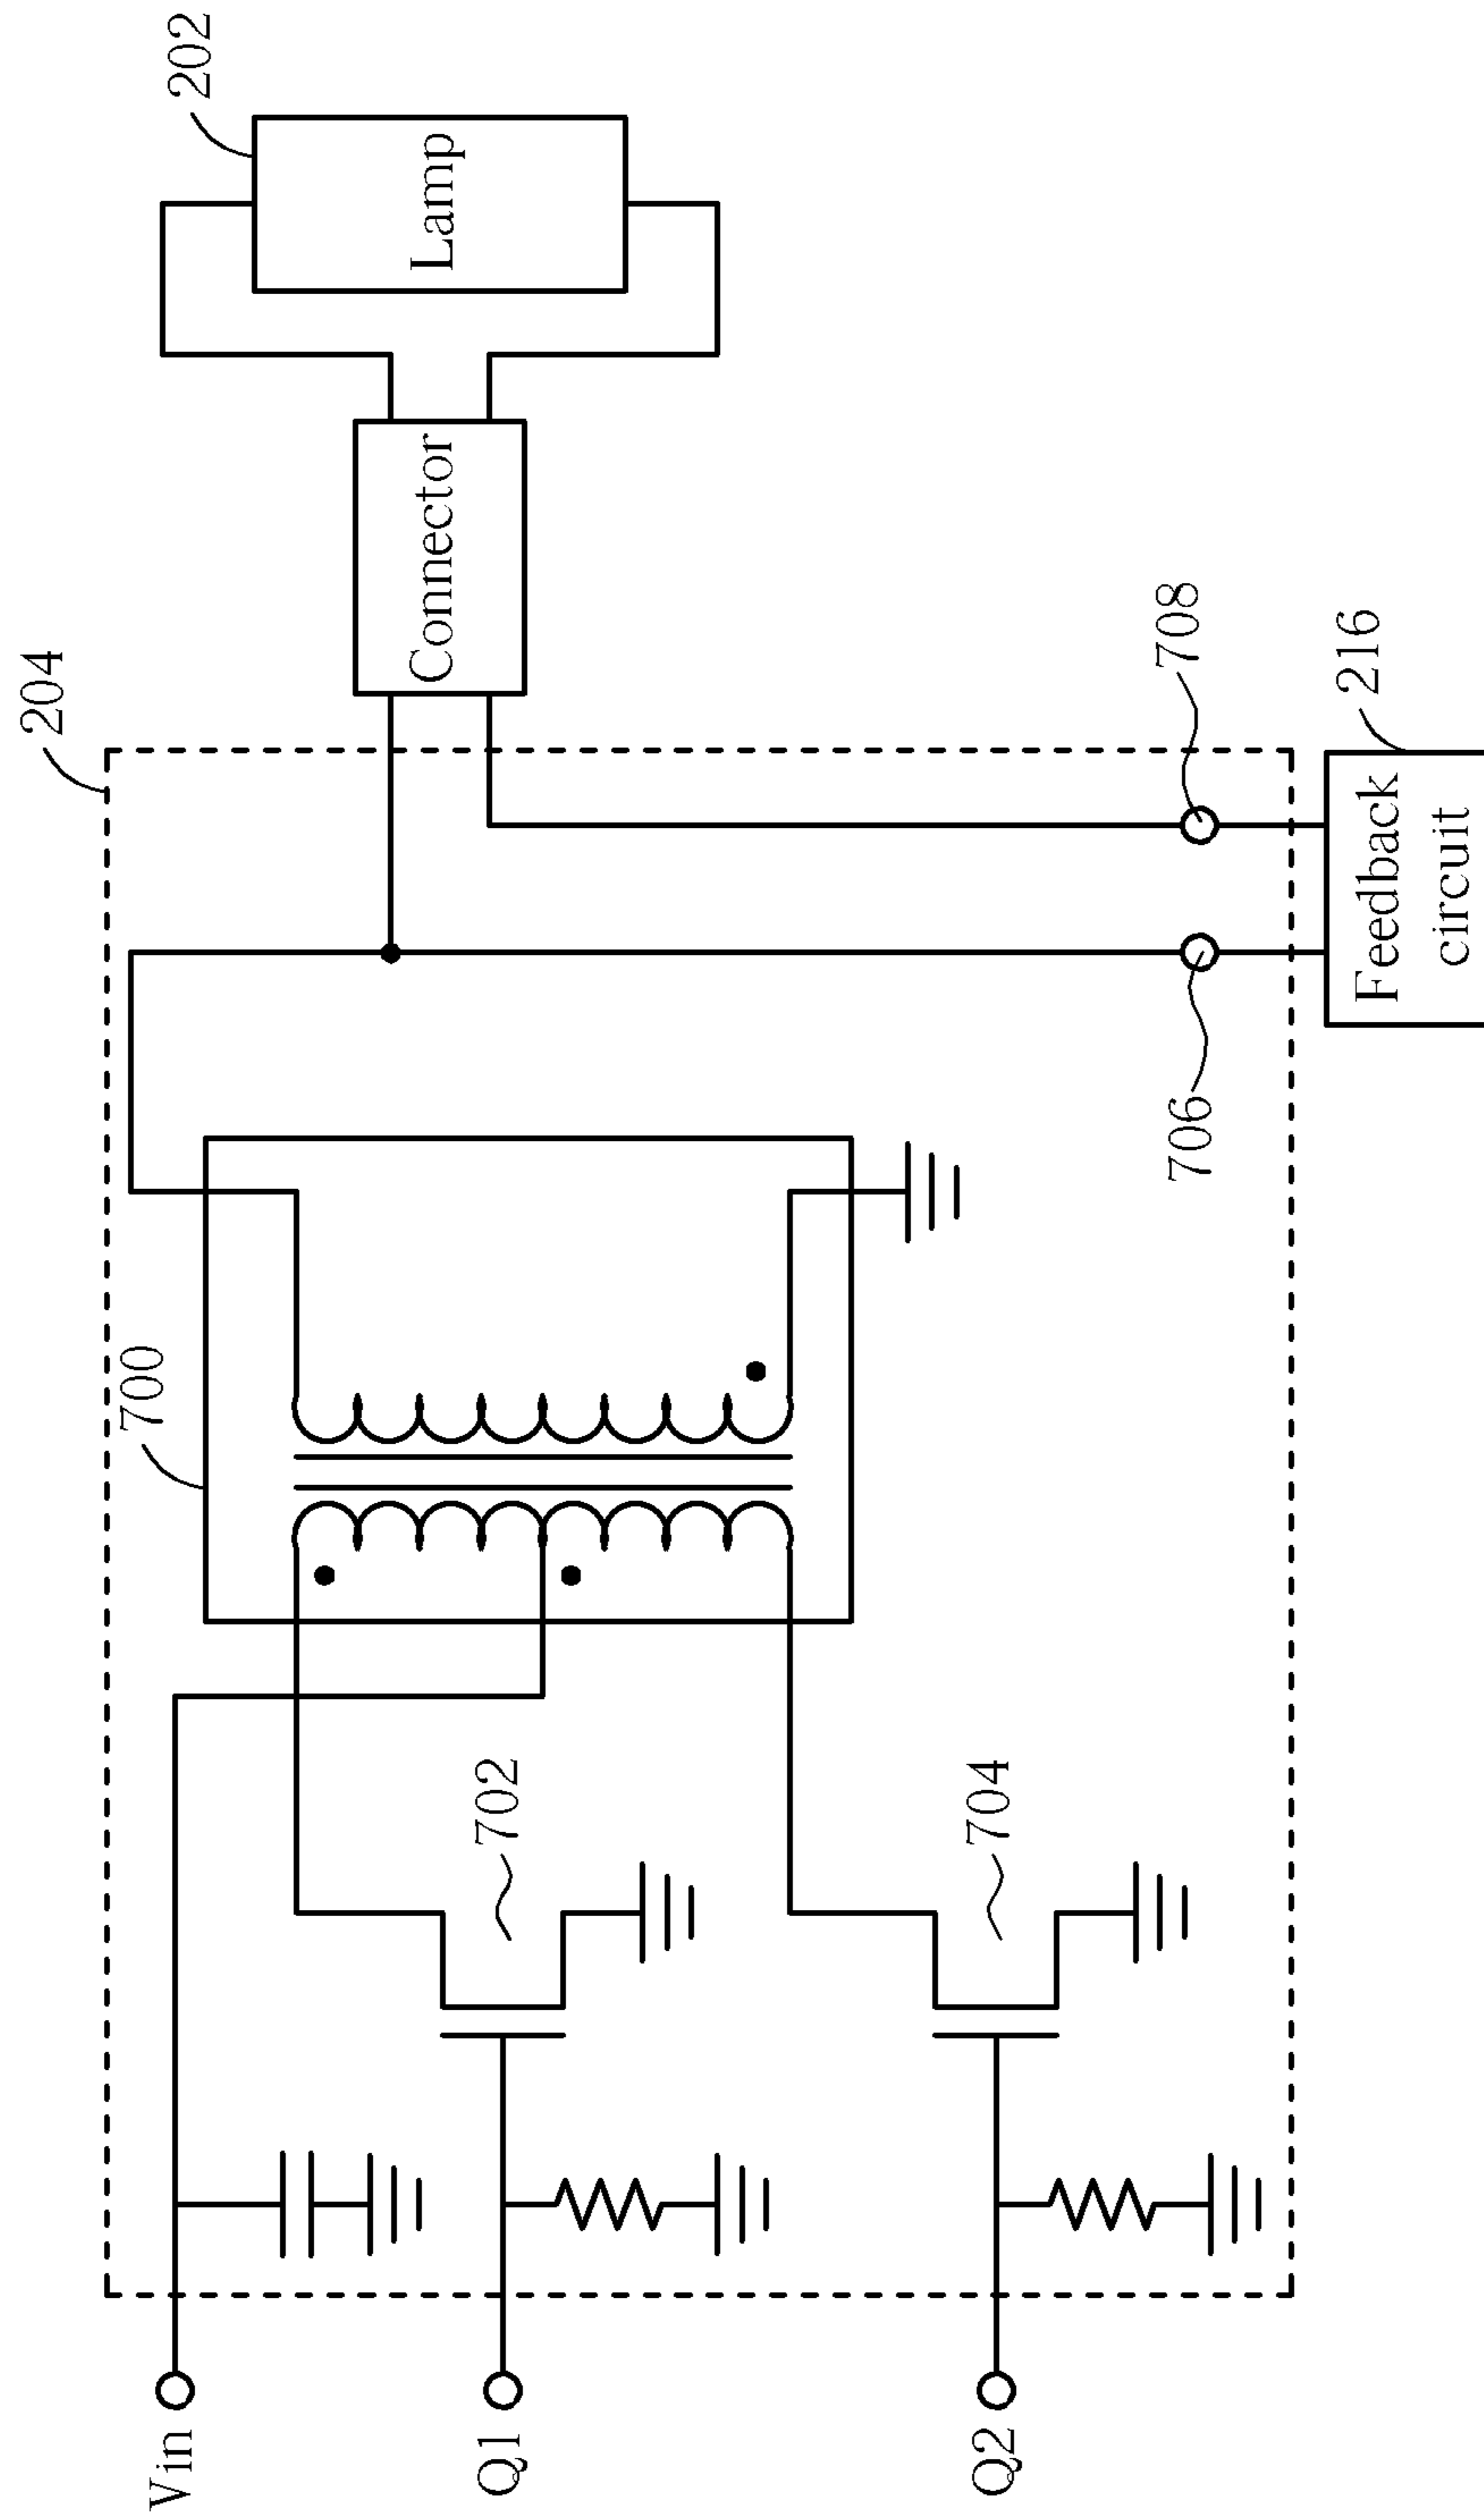 204
202
700
Vin
Lamp
Connector
702
Q1
704
Q2
708
706
216
Feedback
circuit